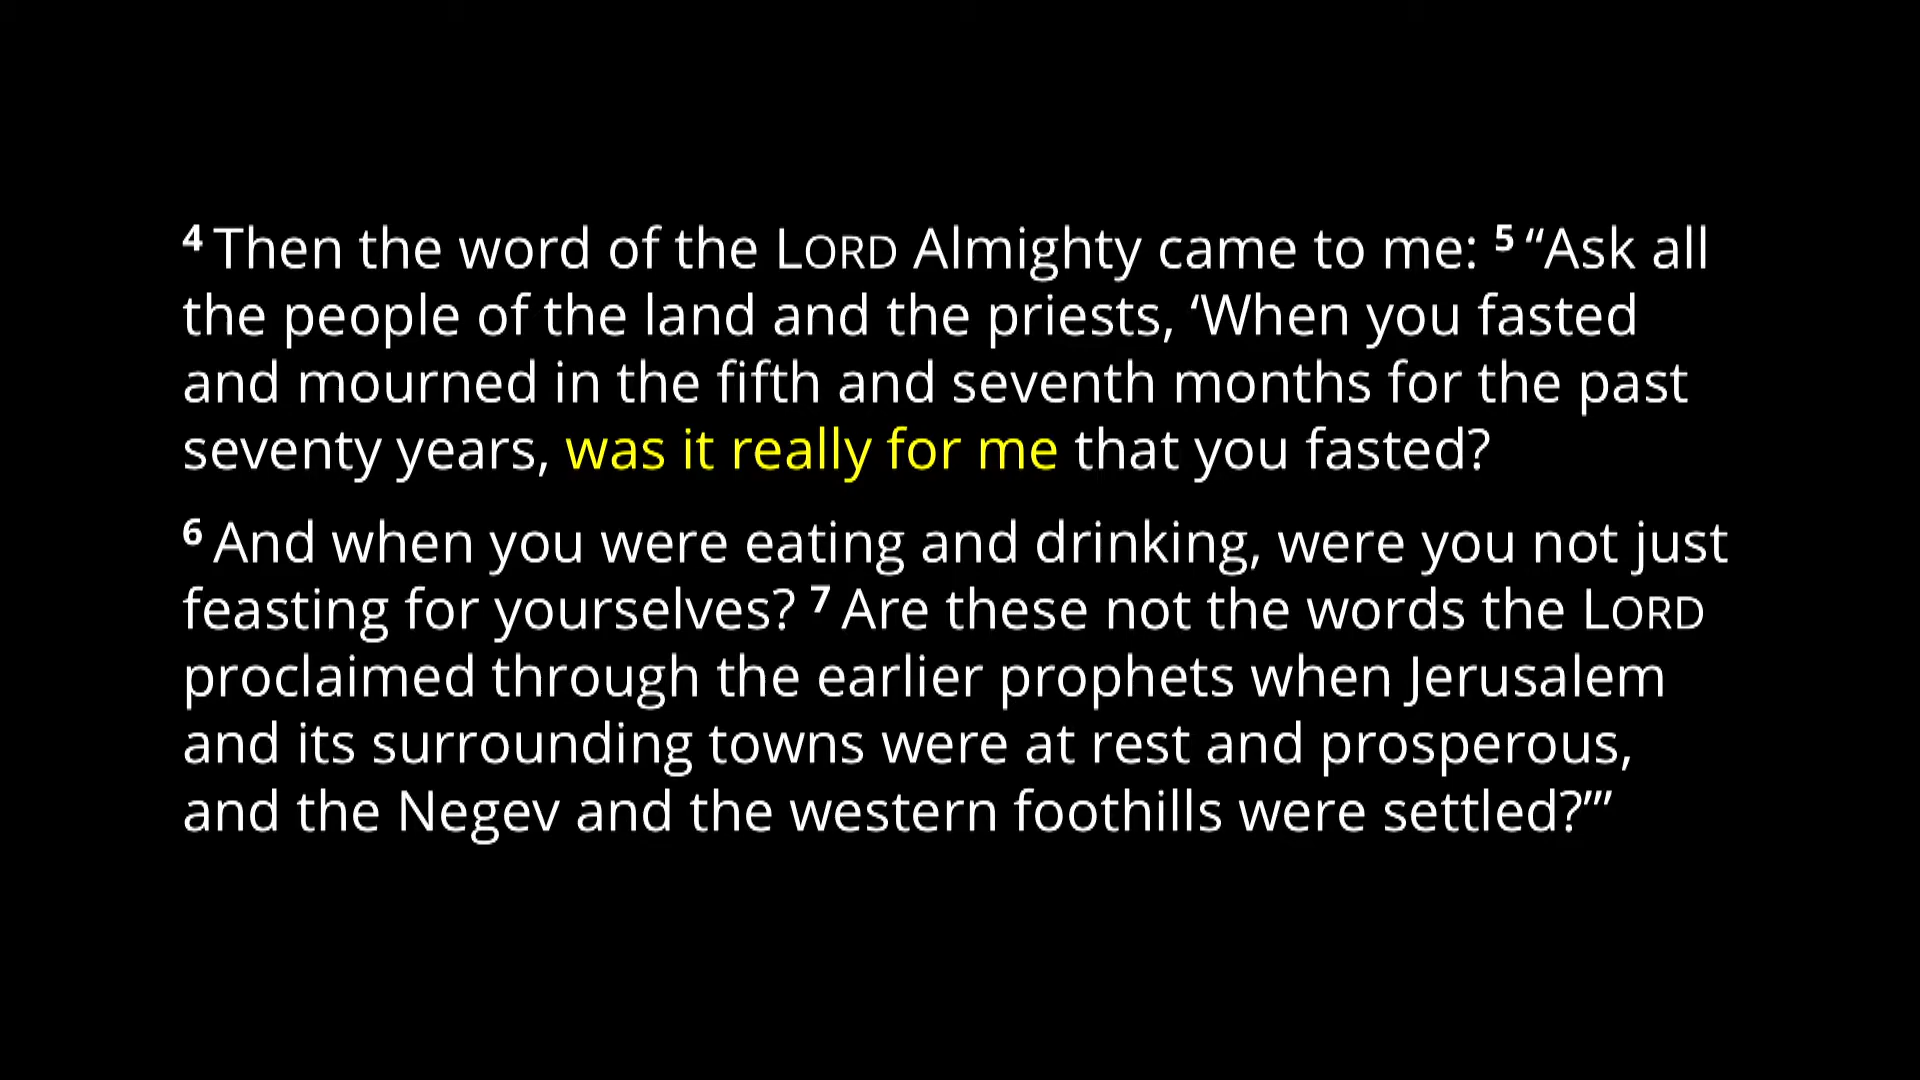 4 Then the word of the LORD Almighty came to me: 5 “Ask all
the people of the land and the priests, ‘When you fasted
and mourned in the fifth and seventh months for the past
seventy years, was it really for me that you fasted?
6 And when you were eating and drinking, were you not just
feasting for yourselves? 7 Are these not the words the LORD
proclaimed through the earlier prophets when Jerusalem
and its surrounding towns were at rest and prosperous,
and the Negev and the western foothills were settled?’”